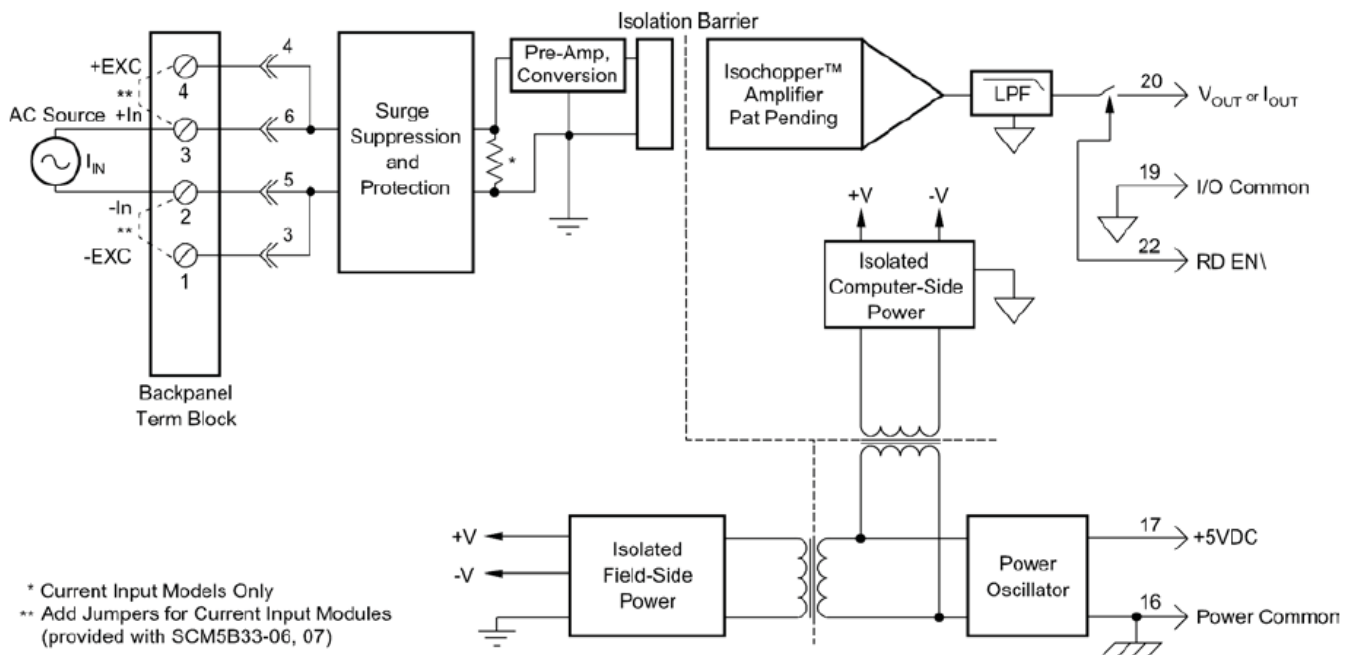 Isolation Barrier
+EXC
4
**
AC Source +In
3
I_IN
2
-In
**
-EXC
1
Backpanel
Term Block
4
6
5
3
Surge
Suppression
and
Protection
*
Pre-Amp,
Conversion
Isochopper™
Amplifier
Pat Pending
LPF
20
V_OUT or I_OUT
19
I/O Common
22
RD EN\
+V
-V
Isolated
Computer-Side
Power
+V
-V
Isolated
Field-Side
Power
Power
Oscillator
17
+5VDC
16
Power Common
* Current Input Models Only
** Add Jumpers for Current Input Modules
(provided with SCM5B33-06, 07)